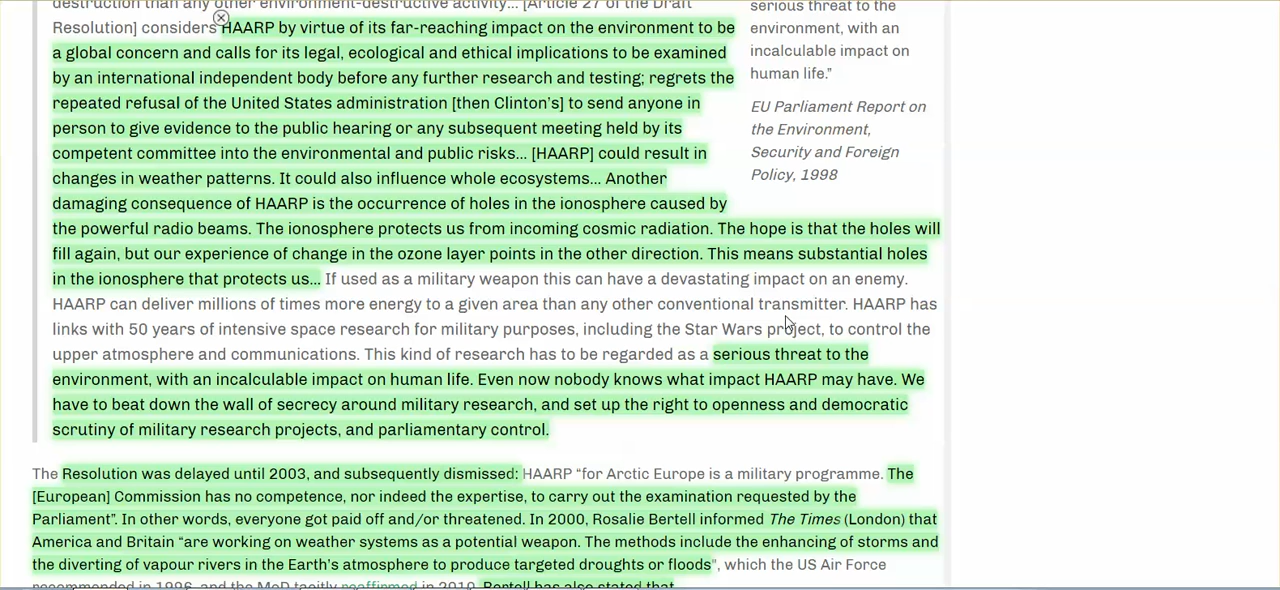 destruction than any other environment-destructive activity... [Article 27 of the Draft
Resolution] considers HAARP by virtue of its far-reaching impact on the environment to be
a global concern and calls for its legal, ecological and ethical implications to be examined
by an international independent body before any further research and testing; regrets the
repeated refusal of the United States administration [then Clinton's] to send anyone in
person to give evidence to the public hearing or any subsequent meeting held by its
competent committee into the environmental and public risks... [HAARP] could result in
changes in weather patterns. It could also influence whole ecosystems... Another
damaging consequence of HAARP is the occurrence of holes in the ionosphere caused by
the powerful radio beams. The ionosphere protects us from incoming cosmic radiation. The hope is that the holes will
fill again, but our experience of change in the ozone layer points in the other direction. This means substantial holes
in the ionosphere that protects us... If used as a military weapon this can have a devastating impact on an enemy.
HAARP can deliver millions of times more energy to a given area than any other conventional transmitter. HAARP has
links with 50 years of intensive space research for military purposes, including the Star Wars project, to control the
upper atmosphere and communications. This kind of research has to be regarded as a serious threat to the
environment, with an incalculable impact on human life. Even now nobody knows what impact HAARP may have. We
have to beat down the wall of secrecy around military research, and set up the right to openness and democratic
scrutiny of military research projects, and parliamentary control.
serious threat to the
environment, with an
incalculable impact on
human life.”
EU Parliament Report on
the Environment,
Security and Foreign
Policy, 1998
The Resolution was delayed until 2003, and subsequently dismissed: HAARP “for Arctic Europe is a military programme. The
[European] Commission has no competence, nor indeed the expertise, to carry out the examination requested by the
Parliament”. In other words, everyone got paid off and/or threatened. In 2000, Rosalie Bertell informed The Times (London) that
America and Britain “are working on weather systems as a potential weapon. The methods include the enhancing of storms and
the diverting of vapour rivers in the Earth's atmosphere to produce targeted droughts or floods”, which the US Air Force
recommended in 1996, and the MoD tacitly reaffirmed in 2010. Bertell has also stated that